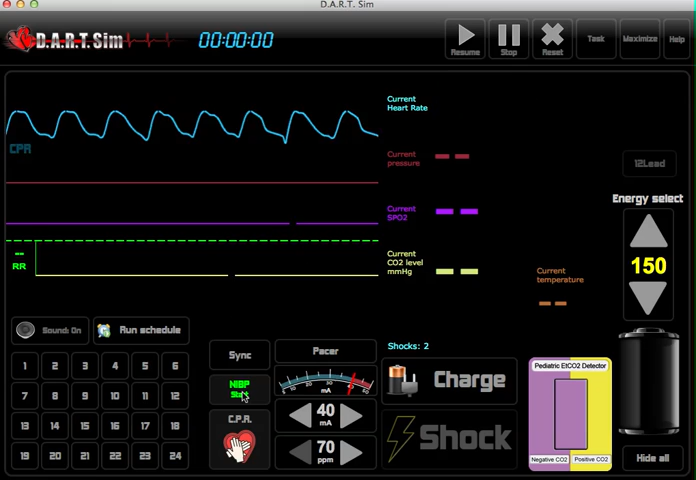 D.A.R.T. Sim
D.A.R.T. Sim
00:00:00
Resume
Stop
Reset
Task
Maximize
Help
Current
Heart Rate
CPR
Current
pressure
-- --
12Lead
Energy select
Current
SPO2
-- --
150
--
RR
Current
CO2 level
mmHg
-- --
Current
temperature
-- --
Sound: On
Run schedule
Sync
Pacer
Shocks: 2
1 2 3 4 5 6
7 8 9 10 11 12
13 14 15 16 17 18
19 20 21 22 23 24
NIBP
C.P.R.
mA
40
mA
70
ppm
Charge
Shock
Pediatric EtCO2 Detector
Negative CO2
Positive CO2
Hide all